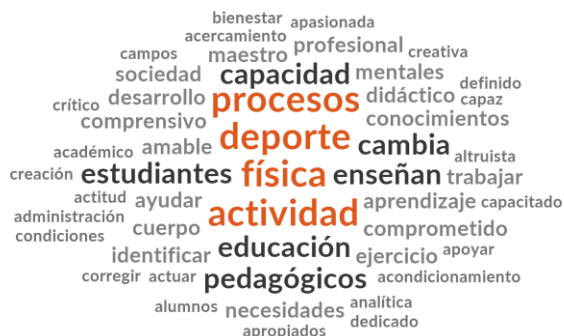 bienestar apasionada
acercamiento
campos maestro profesional creativa
sociedad capacidad mentales
definido
crítico desarrollo procesos didáctico capaz
comprensivo conocimientos
deporte
académico amable cambia altruista
creación estudiantes física enseñan trabajar
actitud ayudar actividad aprendizaje capacitado
administración
condiciones cuerpo comprometido
educación
identificar ejercicio apoyar
corregir actuar pedagógicos acondicionamiento
alumnos necesidades analítica
apropiados dedicado